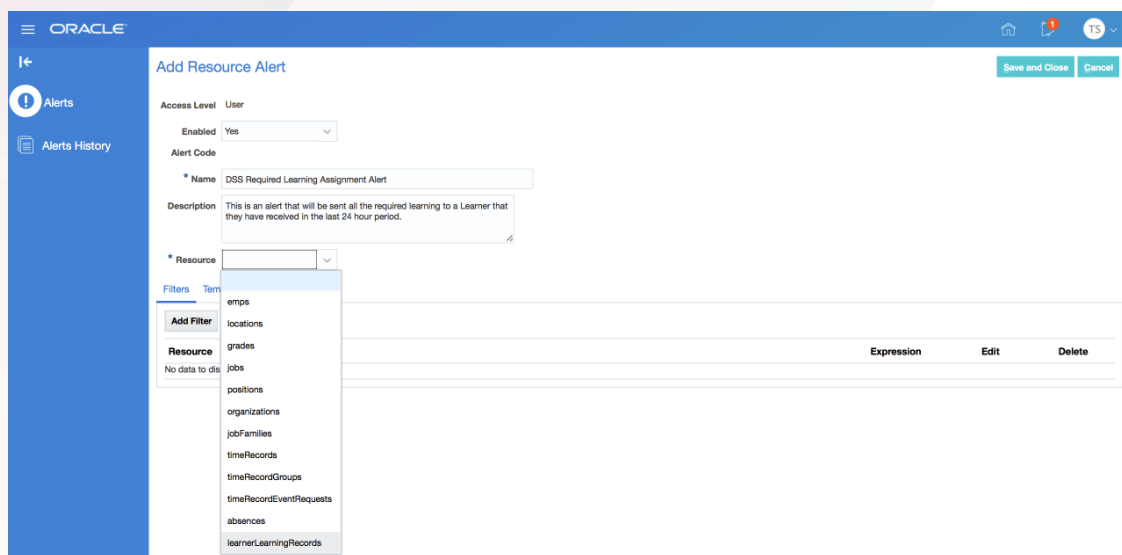 ORACLE
1
TS
Alerts
Alerts History
Add Resource Alert
Save and Close
Cancel
Access Level User
Enabled Yes
Alert Code
* Name DSS Required Learning Assignment Alert
Description This is an alert that will be sent all the required learning to a Learner that
they have received in the last 24 hour period.
* Resource
Filters Tem
Add Filter
Resource Expression Edit Delete
No data to dis
emps
locations
grades
jobs
positions
organizations
jobFamilies
timeRecords
timeRecordGroups
timeRecordEventRequests
absences
learnerLearningRecords